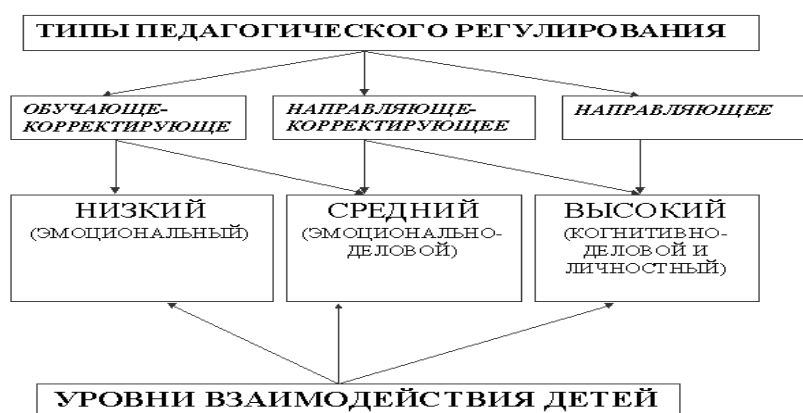 ТИПЫ ПЕДАГОГИЧЕСКОГО РЕГУЛИРОВАНИЯ
ОБУЧАЮЩЕ-
КОРРЕКТИРУЮЩЕ
НАПРАВЛЯЮЩЕ-
КОРРЕКТИРУЮЩЕЕ
НАПРАВЛЯЮЩЕЕ
НИЗКИЙ
(ЭМОЦИОНАЛЬНЫЙ)
СРЕДНИЙ
(ЭМОЦИОНАЛЬНО-
ДЕЛОВОЙ)
ВЫСОКИЙ
(КОГНИТИВНО-
ДЕЛОВОЙ И
ЛИЧНОСТНЫЙ)
УРОВНИ ВЗАИМОДЕЙСТВИЯ ДЕТЕЙ